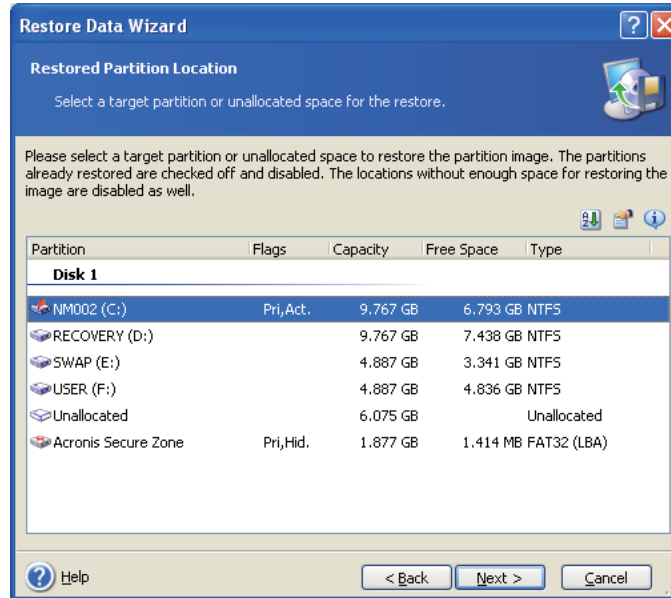 Restore Data Wizard
Restored Partition Location
Select a target partition or unallocated space for the restore.
Please select a target partition or unallocated space to restore the partition image. The partitions
already restored are checked off and disabled. The locations without enough space for restoring the
image are disabled as well.
Partition Flags Capacity Free Space Type
Disk 1
NM002 (C:) Pri,Act. 9.767 GB 6.793 GB NTFS
RECOVERY (D:) 9.767 GB 7.438 GB NTFS
SWAP (E:) 4.887 GB 3.341 GB NTFS
USER (F:) 4.887 GB 4.836 GB NTFS
Unallocated 6.075 GB Unallocated
Acronis Secure Zone Pri,Hid. 1.877 GB 1.414 MB FAT32 (LBA)
Help < Back Next > Cancel